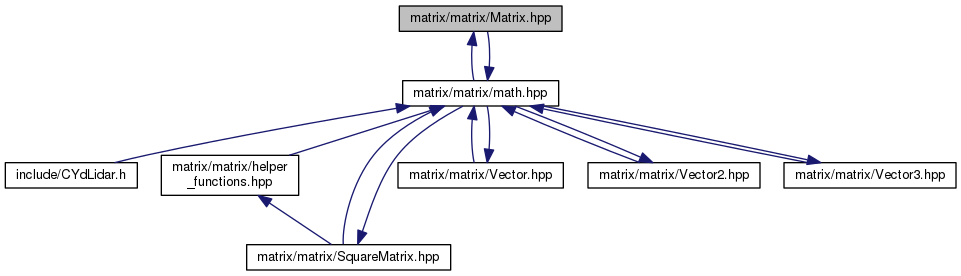 matrix/matrix/Matrix.hpp
matrix/matrix/math.hpp
include/CYdLidar.h
matrix/matrix/helper
_functions.hpp
matrix/matrix/Vector.hpp
matrix/matrix/Vector2.hpp
matrix/matrix/Vector3.hpp
matrix/matrix/SquareMatrix.hpp